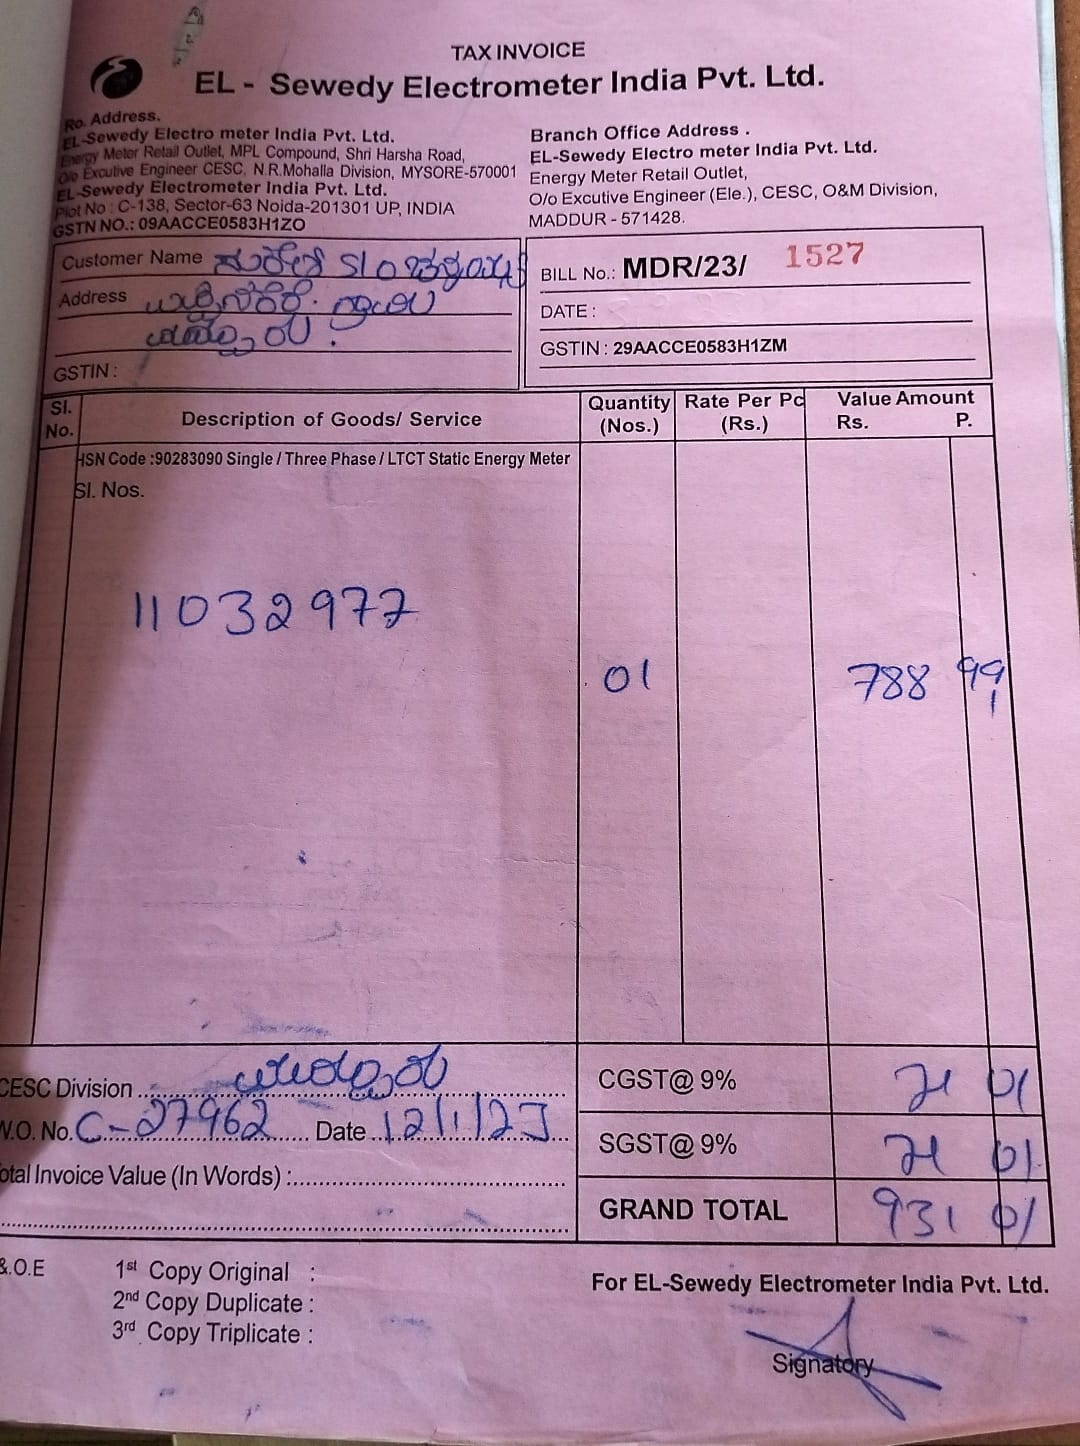 TAX INVOICE
EL - Sewedy Electrometer India Pvt. Ltd.
Ro. Address.
EL-Sewedy Electro meter India Pvt. Ltd.
Energy Meter Retail Outlet, MPL Compound, Shri Harsha Road,
O/o Excutive Engineer CESC, N.R.Mohalla Division, MYSORE-570001
EL-Sewedy Electrometer India Pvt. Ltd.
Plot No : C-138, Sector-63 Noida-201301 UP, INDIA
GSTN NO.: 09AACCE0583H1ZO
Branch Office Address .
EL-Sewedy Electro meter India Pvt. Ltd.
Energy Meter Retail Outlet,
O/o Excutive Engineer (Ele.), CESC, O&M Division,
MADDUR - 571428.
Customer Name S/o
Address
GSTIN :
BILL No.: MDR/23/ 1527
DATE :
GSTIN : 29AACCE0583H1ZM
Sl. No. Description of Goods/ Service Quantity (Nos.) Rate Per Pc (Rs.) Value Amount Rs. P.
HSN Code :90283090 Single / Three Phase / LTCT Static Energy Meter
Sl. Nos.
11032977
01 788 99
CESC Division
W.O. No. C-27962 Date 12/1/23
Total Invoice Value (In Words) :
CGST@ 9% 71 01
SGST@ 9% 71 01
GRAND TOTAL 931 01
&.O.E
1st Copy Original :
2nd Copy Duplicate :
3rd Copy Triplicate :
For EL-Sewedy Electrometer India Pvt. Ltd.
Signatory